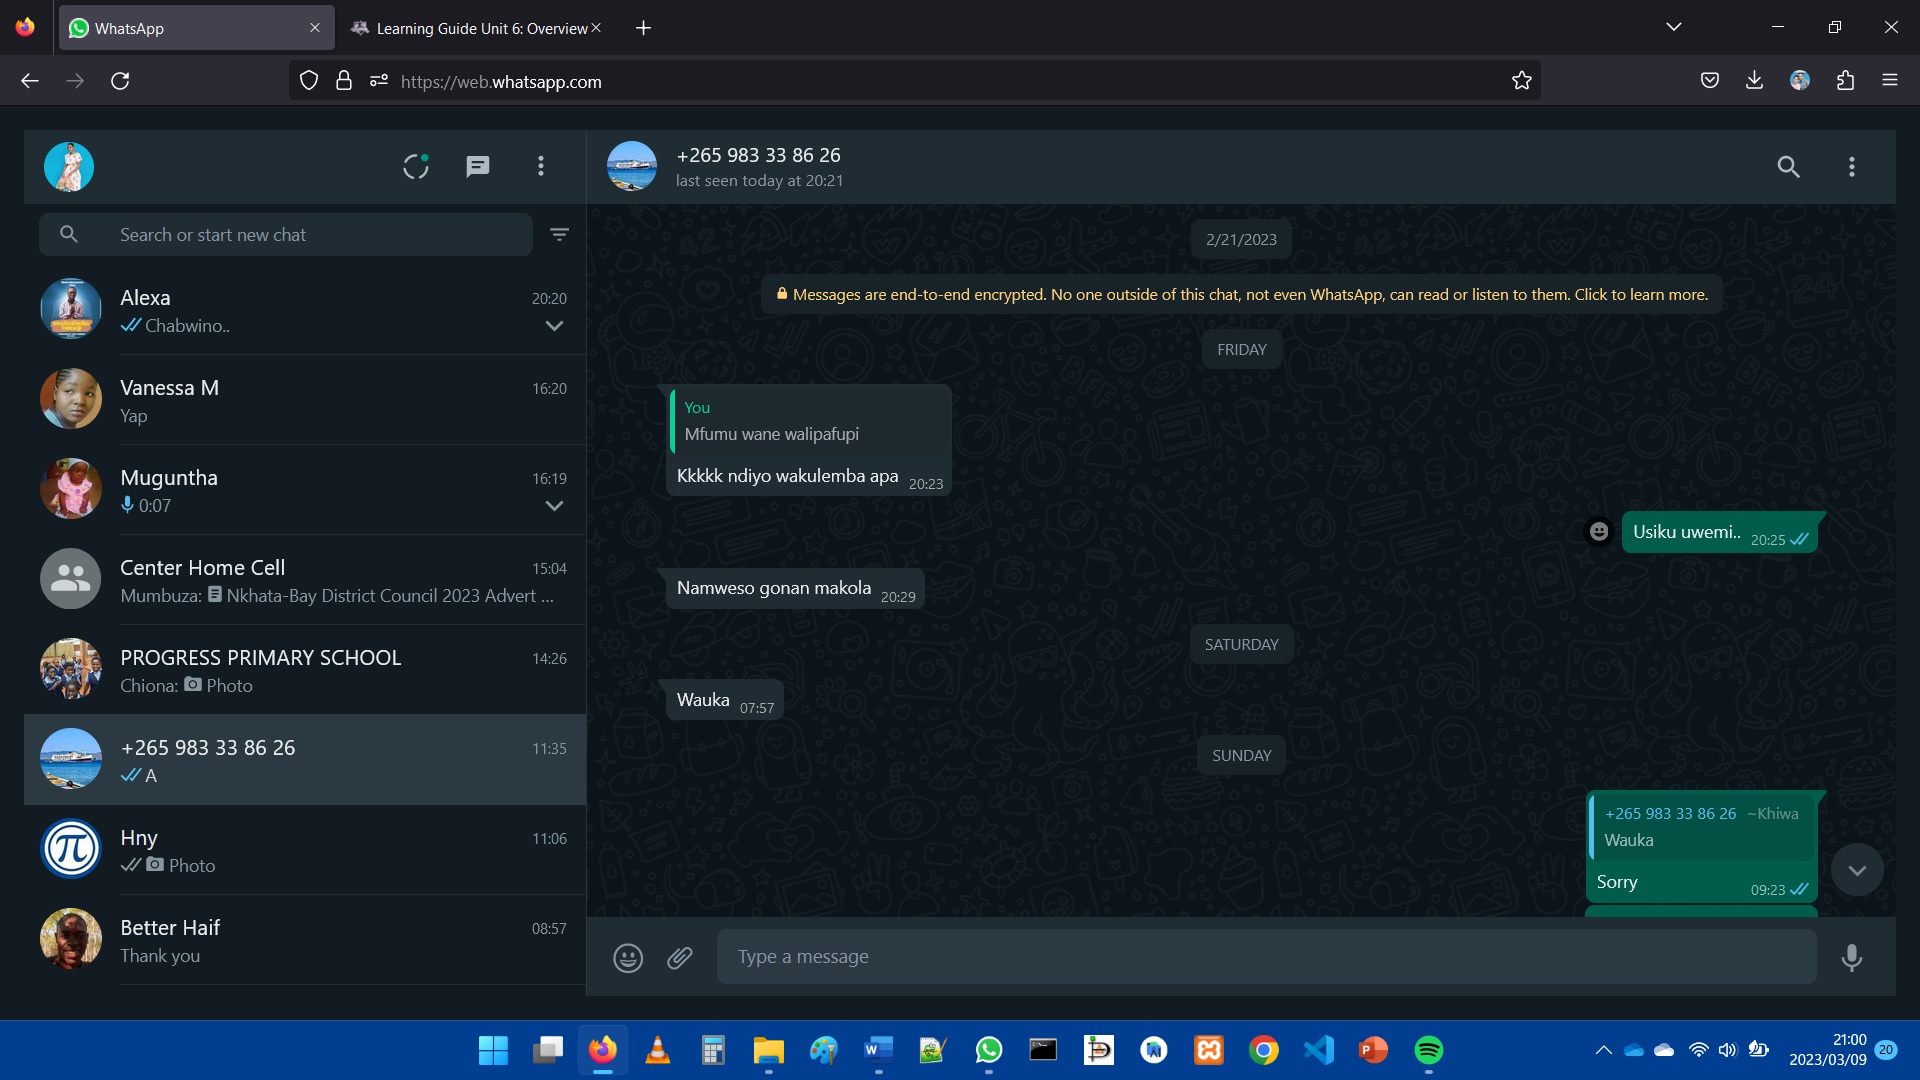 WhatsApp
Learning Guide Unit 6: Overview
https://web.whatsapp.com
Search or start new chat
Alexa
20:20
Chabwino..
Vanessa M
16:20
Yap
Muguntha
16:19
0:07
Center Home Cell
15:04
Mumbuza: Nkhata-Bay District Council 2023 Advert ...
PROGRESS PRIMARY SCHOOL
14:26
Chiona: Photo
+265 983 33 86 26
11:35
A
Hny
11:06
Photo
Better Haif
08:57
Thank you
+265 983 33 86 26
last seen today at 20:21
2/21/2023
Messages are end-to-end encrypted. No one outside of this chat, not even WhatsApp, can read or listen to them. Click to learn more.
FRIDAY
You
Mfumu wane walipafupi
Kkkkk ndiyo wakulemba apa 20:23
Usiku uwemi.. 20:25
Namweso gonan makola 20:29
SATURDAY
Wauka 07:57
SUNDAY
+265 983 33 86 26 ~Khiwa
Wauka
Sorry 09:23
Type a message
21:00
2023/03/09
20